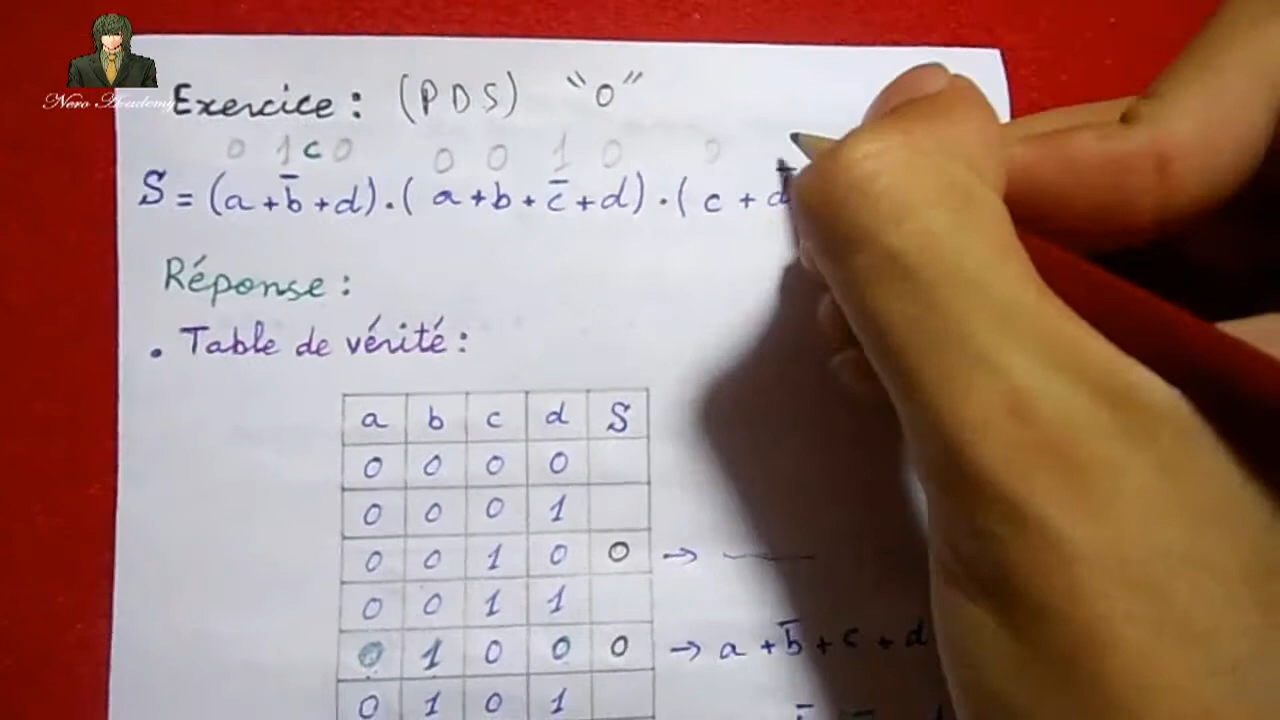 Nero Academy
Exercice : (PDS) "0"
0 1 c 0 0 0 1 0 0
S = (a + b̅ + d) . ( a + b + c̅ + d) . ( c + d̅
Réponse :
. Table de vérité :
a b c d S
0 0 0 0
0 0 0 1
0 0 1 0 0 →
0 0 1 1
0 1 0 0 0 → a + b̅ + c + d
0 1 0 1